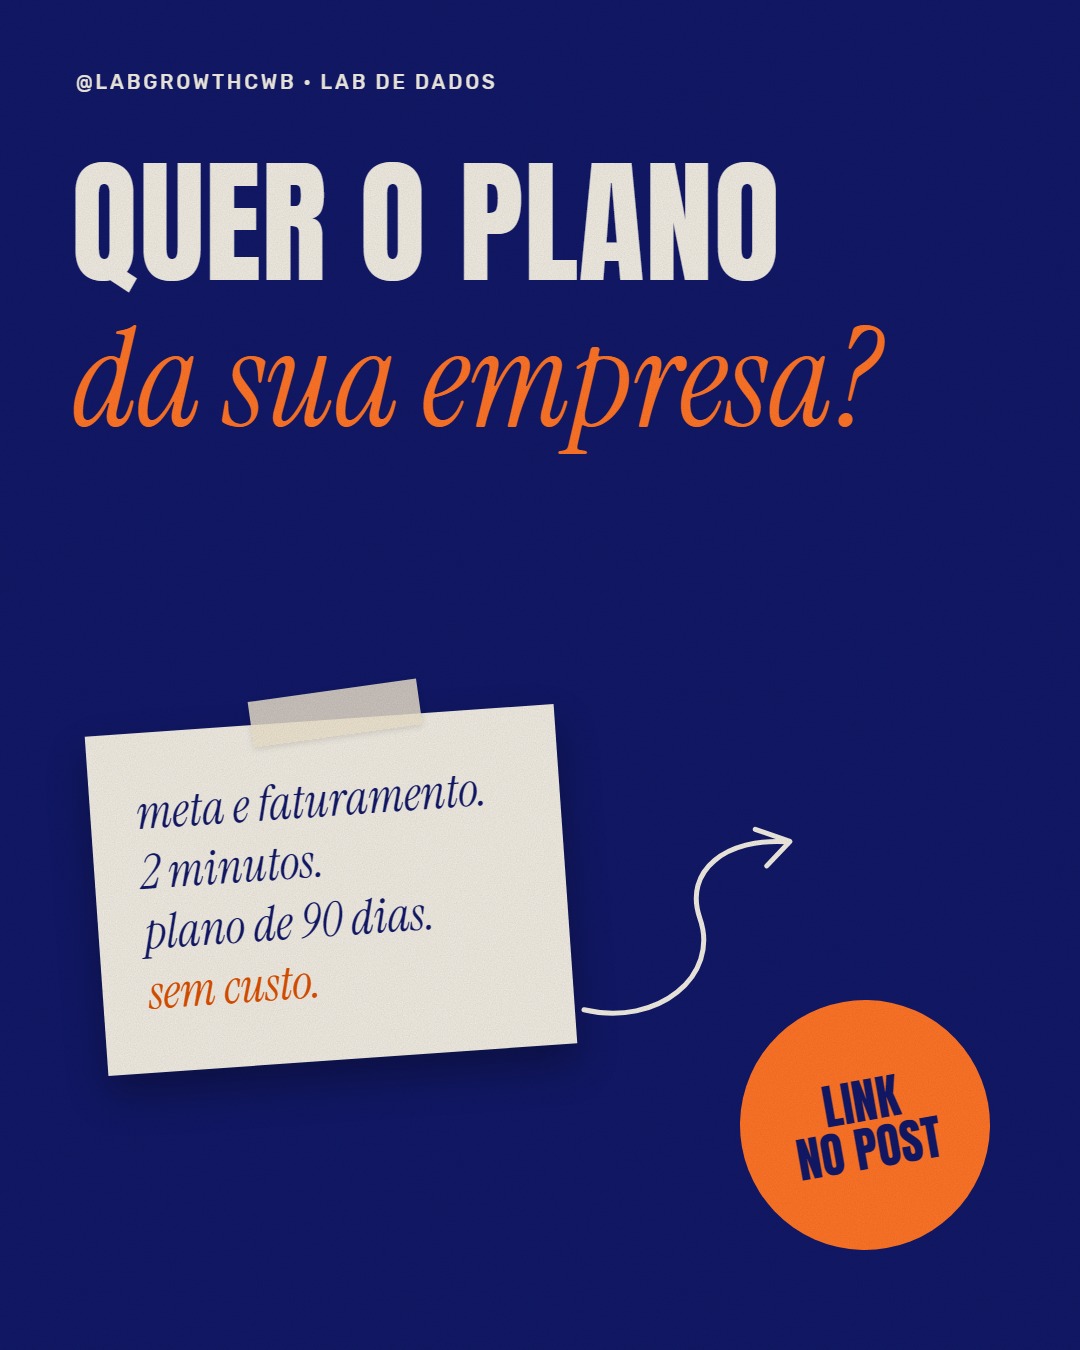 @LABGROWTHCWB • LAB DE DADOS
QUER O PLANO
da sua empresa?
meta e faturamento.
2 minutos.
plano de 90 dias.
sem custo.
LINK
NO POST